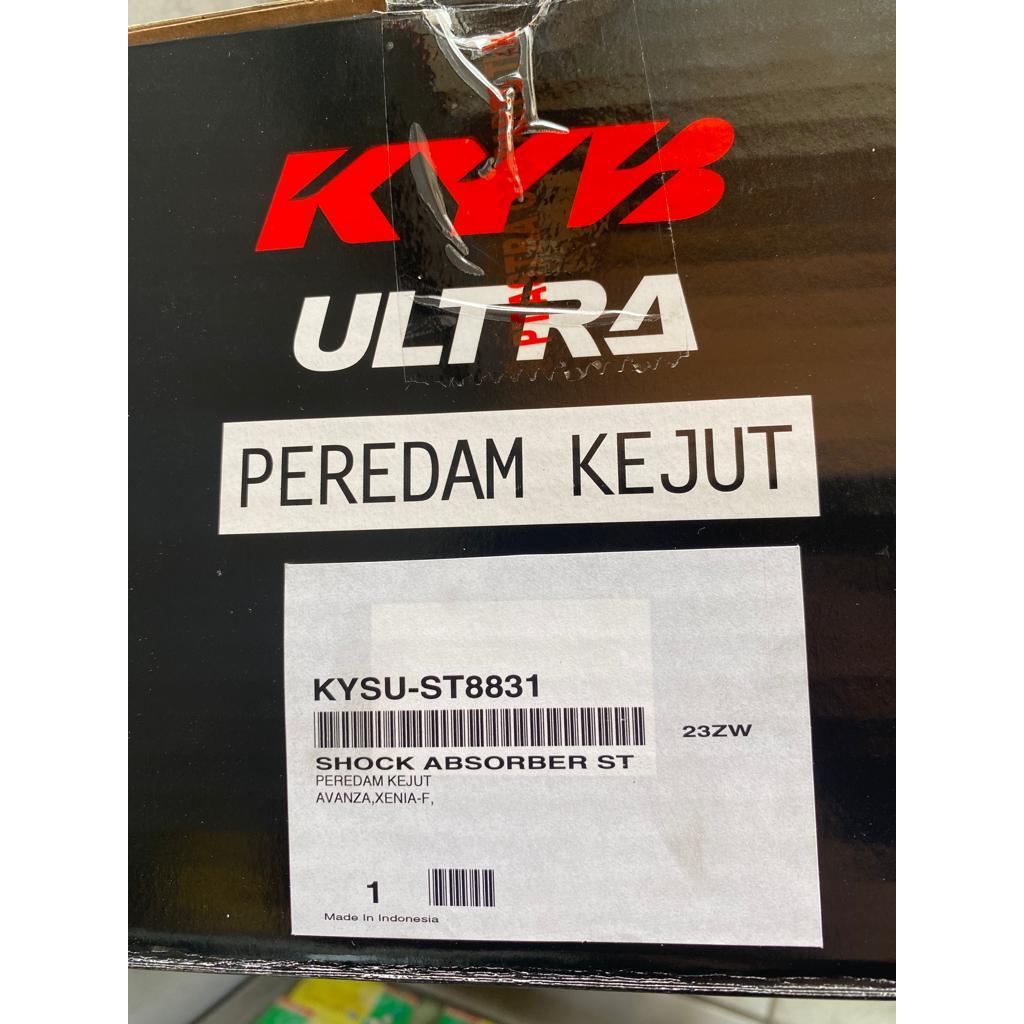 KYB
ULTRA
PEREDAM KEJUT
KYSU-ST8831
23ZW
SHOCK ABSORBER ST
PEREDAM KEJUT
AVANZA,XENIA-F,
1
Made In Indonesia